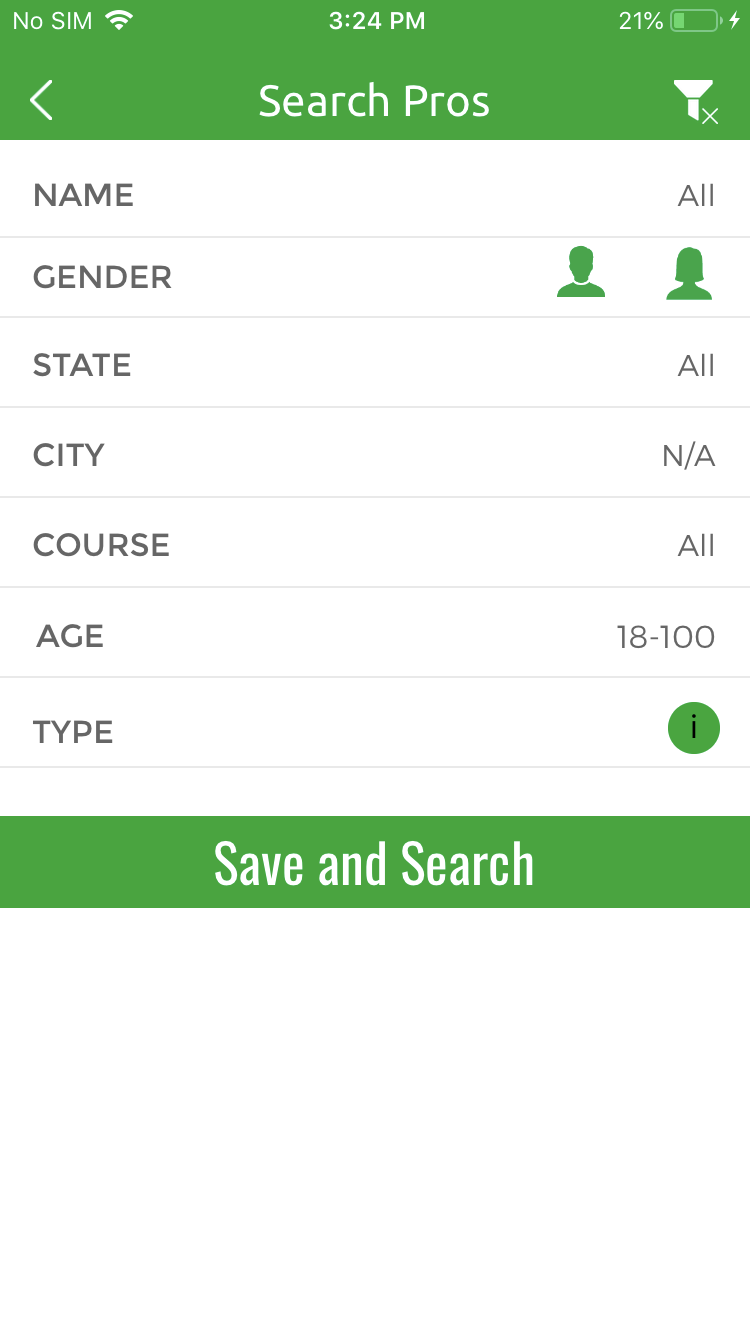 No SIM 3:24 PM 21%
Search Pros
NAME All
GENDER
STATE All
CITY N/A
COURSE All
AGE 18-100
TYPE i
Save and Search